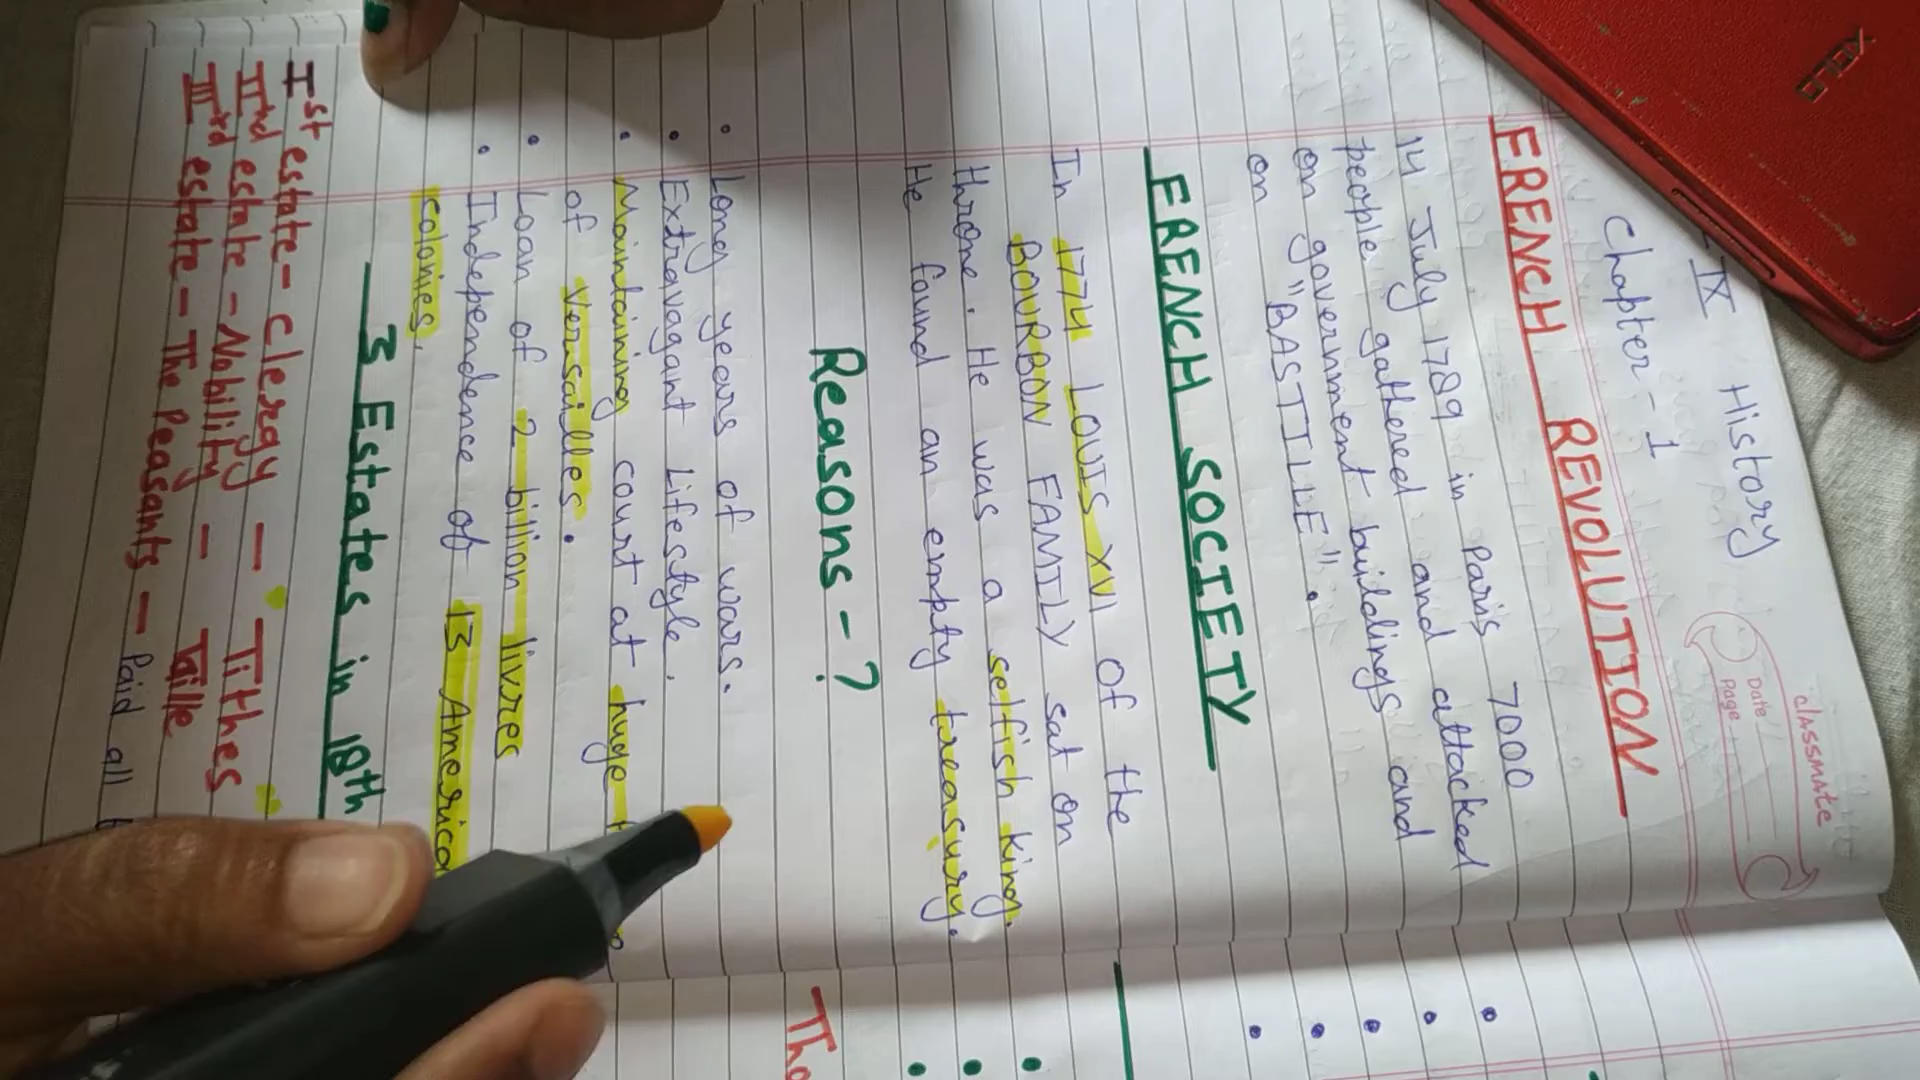 IX History
Chapter - 1
classmate
Date
Page
FRENCH REVOLUTION
14 July 1789 in Paris 7000
people gathered and attacked
on government buildings and
on "BASTILLE".
FRENCH SOCIETY
In 1774 LOUIS XVI of the
BOURBON FAMILY sat on
throne. He was a selfish king.
He found an empty treasury.
Reasons - ?
• Long years of wars.
• Extravagant Lifestyle.
• Maintaining court at huge
of Versailles.
• Loan of 2 billion livres
• Independence of 13 America
colonies.
3 Estates in 18th
Ist estate - Clergy - Tithes
IInd estate - Nobility - Taille
IIIrd estate - The Peasants - Paid all
XOLO